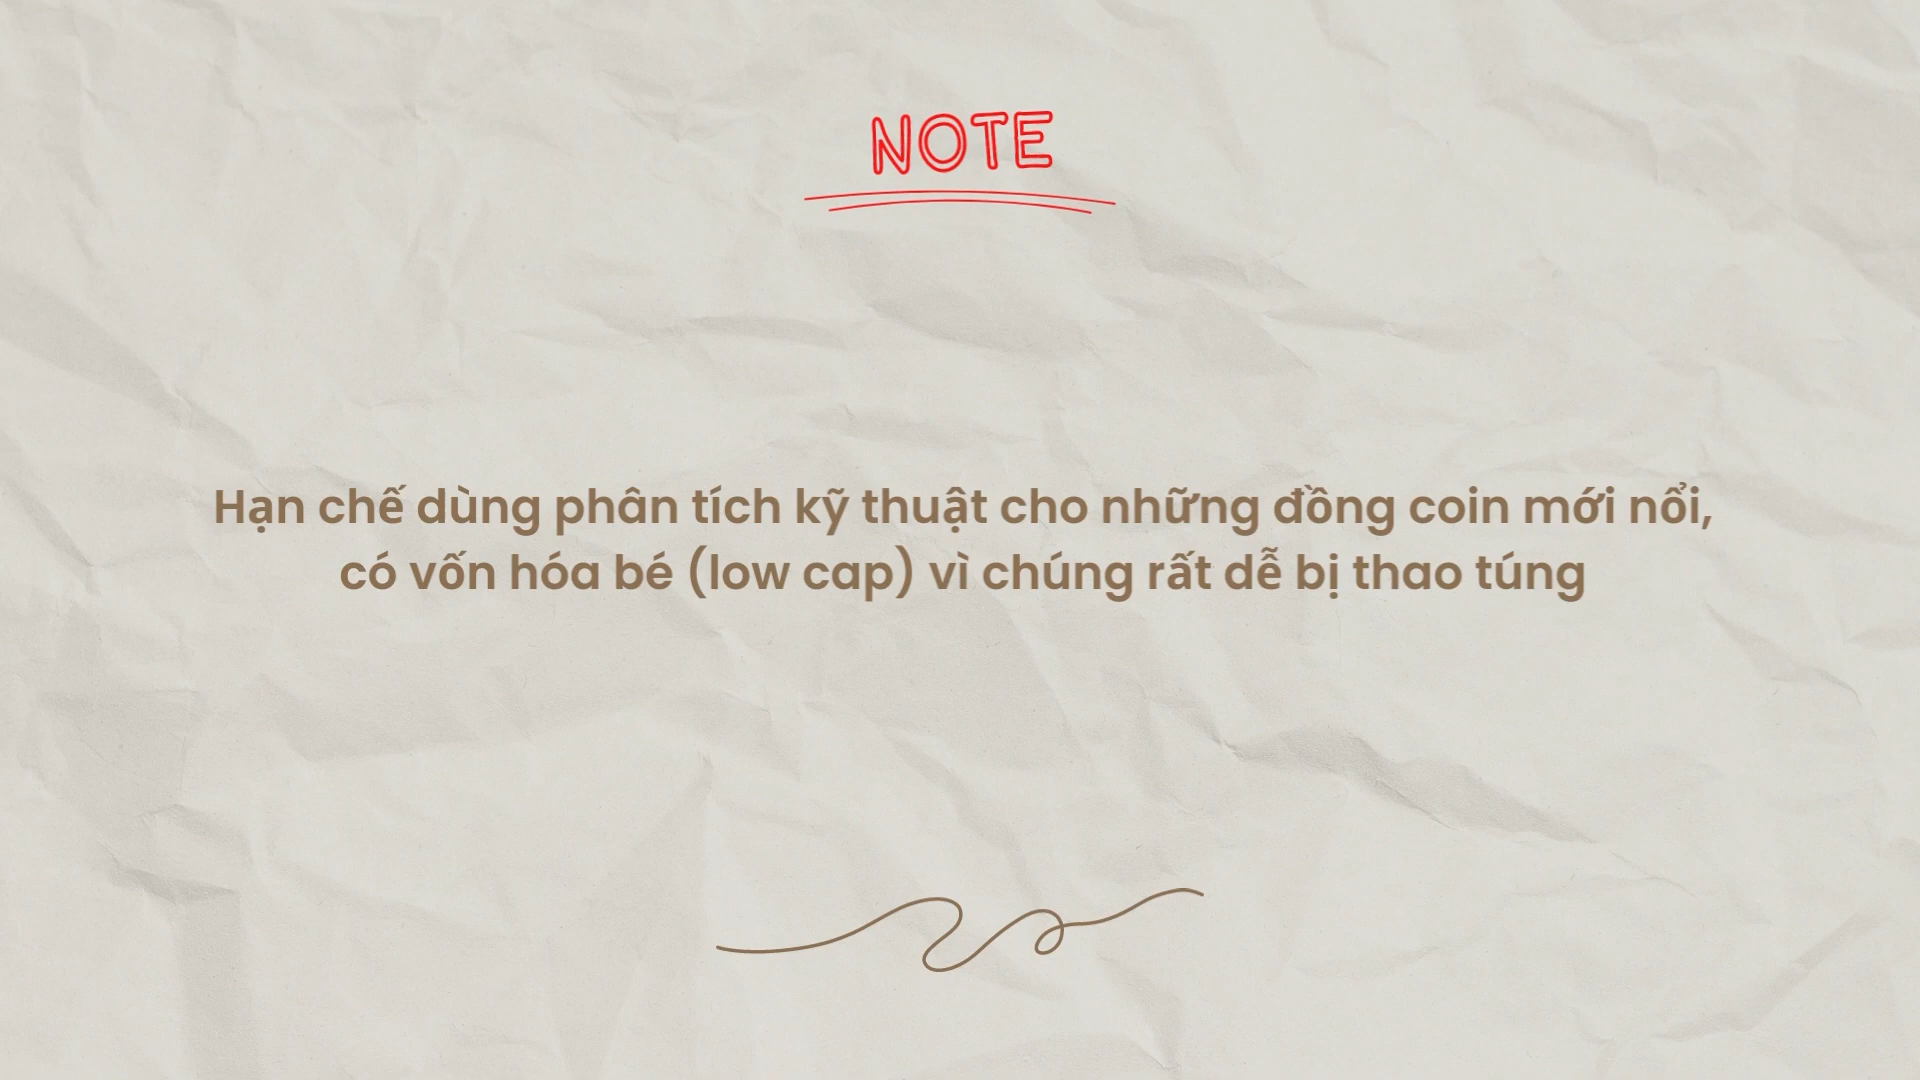 NOTE
Hạn chế dùng phân tích kỹ thuật cho những đồng coin mới nổi,
có vốn hóa bé (low cap) vì chúng rất dễ bị thao túng